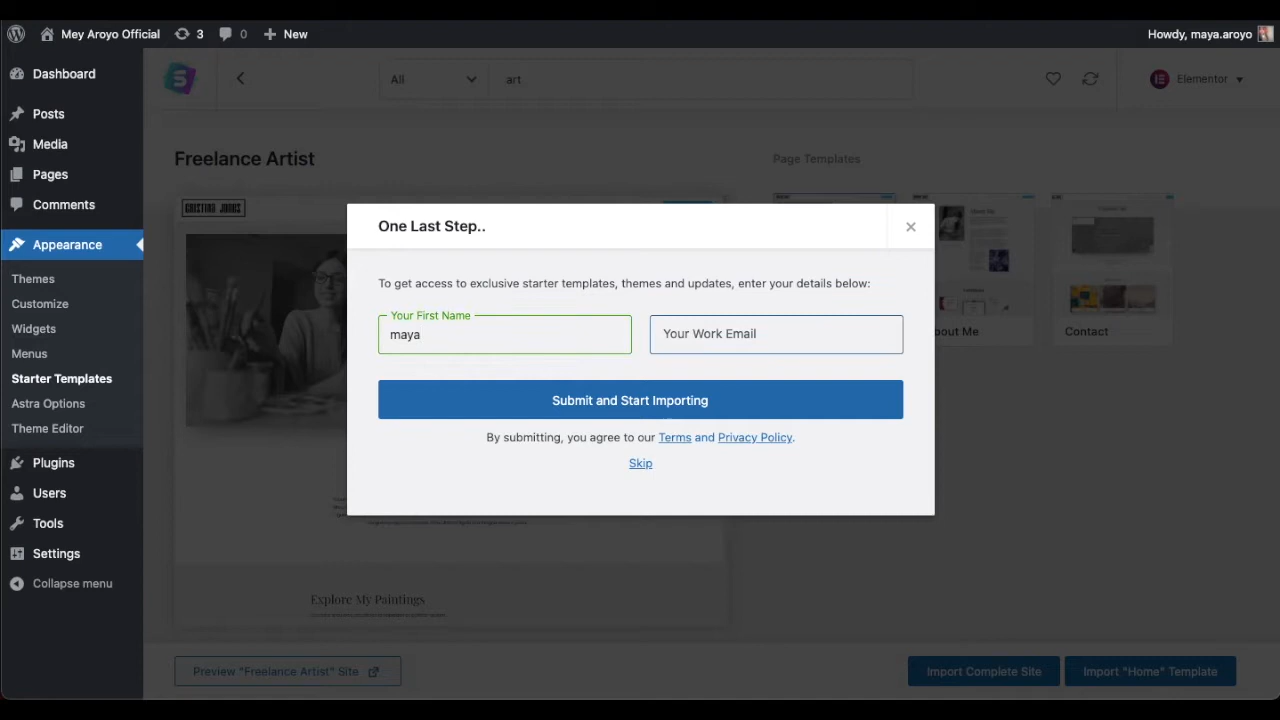 Mey Aroyo Official
3
0
New
Howdy, maya.aroyo
Dashboard
Posts
Media
Pages
Comments
Appearance
Themes
Customize
Widgets
Menus
Starter Templates
Astra Options
Theme Editor
Plugins
Users
Tools
Settings
Collapse menu
All
art
Elementor
Freelance Artist
Page Templates
CRISTINA JONES
One Last Step..
To get access to exclusive starter templates, themes and updates, enter your details below:
Your First Name
maya
Your Work Email
Submit and Start Importing
By submitting, you agree to our Terms and Privacy Policy.
Skip
bout Me
Contact
Explore My Paintings
Preview "Freelance Artist" Site
Import Complete Site
Import "Home" Template